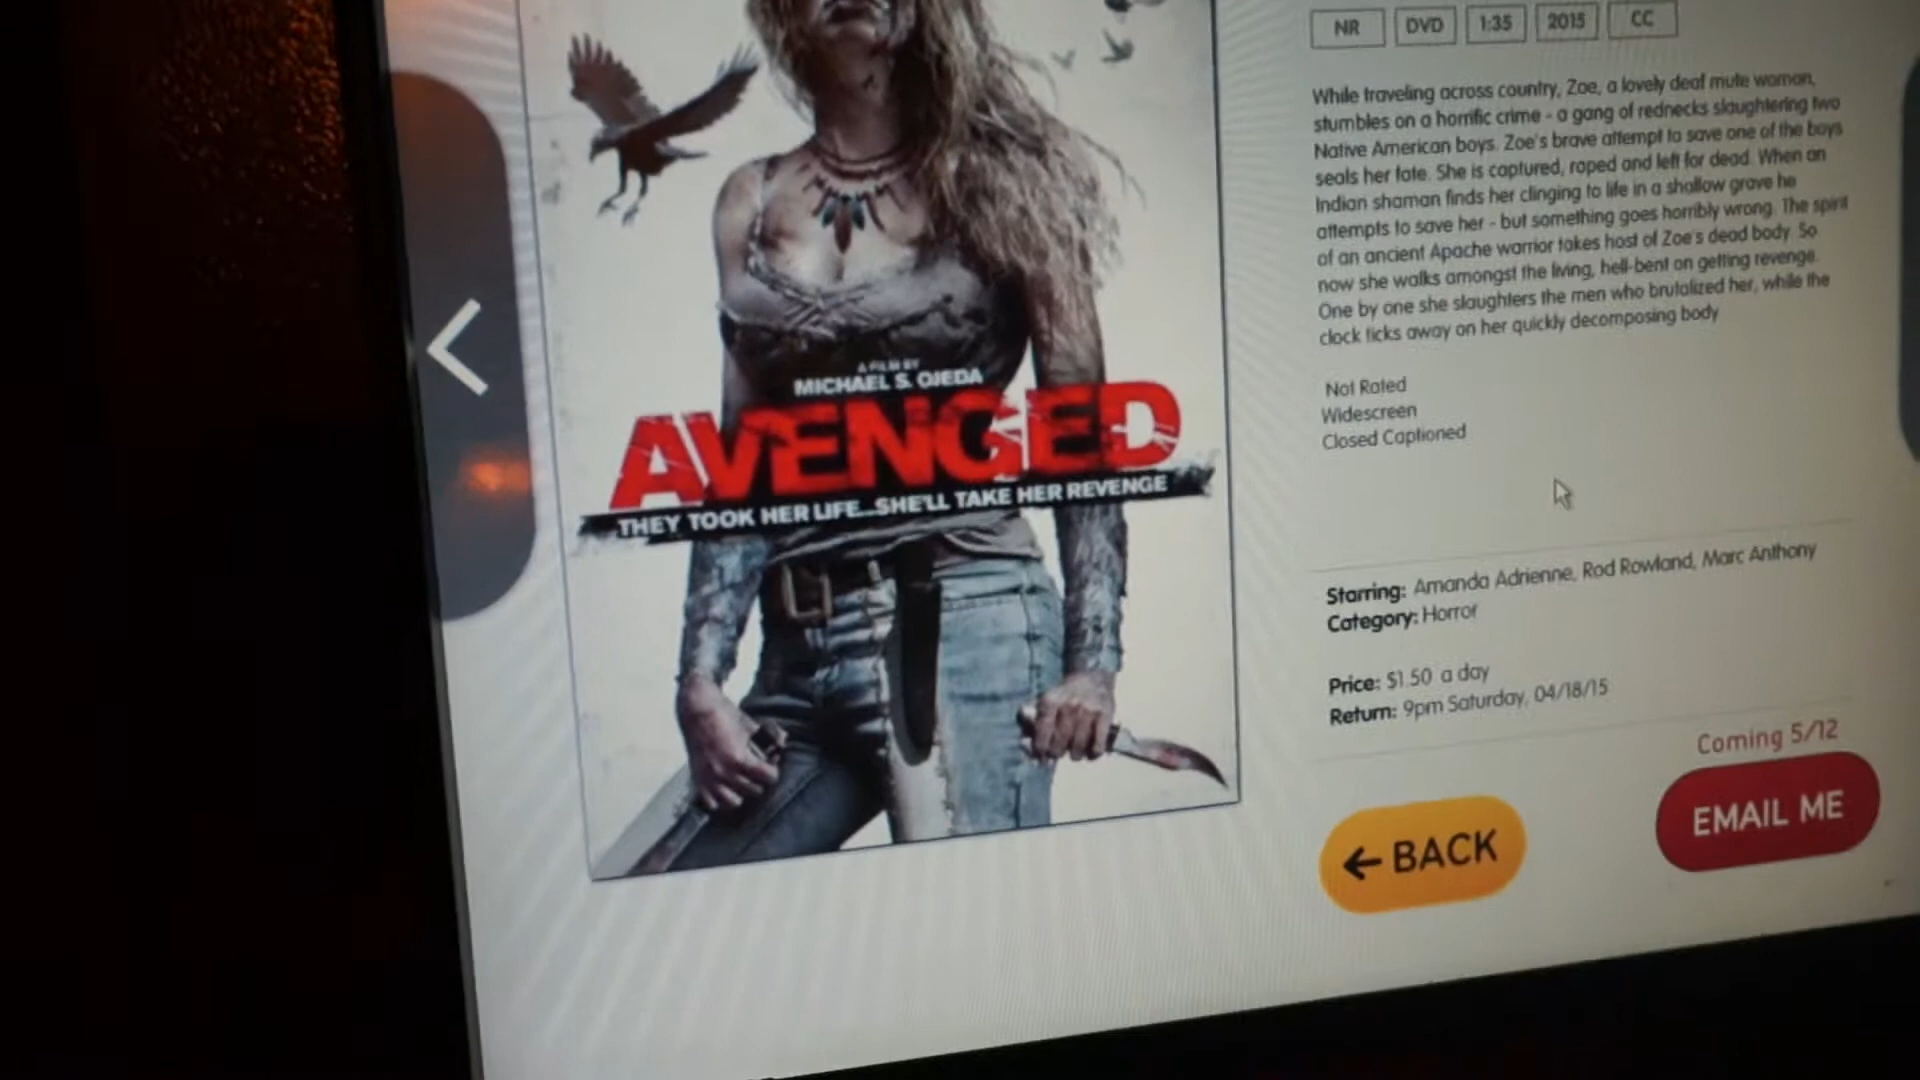 NR DVD 1:35 2015 CC
While traveling across country, Zoe, a lovely deaf mute woman,
stumbles on a horrific crime - a gang of rednecks slaughtering two
Native American boys. Zoe's brave attempt to save one of the boys
seals her fate. She is captured, raped and left for dead. When an
Indian shaman finds her clinging to life in a shallow grave he
attempts to save her - but something goes horribly wrong. The spirit
of an ancient Apache warrior takes host of Zoe's dead body. So
now she walks amongst the living, hell-bent on getting revenge.
One by one she slaughters the men who brutalized her, while the
clock ticks away on her quickly decomposing body
Not Rated
Widescreen
Closed Captioned
A FILM BY
MICHAEL S. OJEDA
AVENGED
THEY TOOK HER LIFE...SHE'LL TAKE HER REVENGE
Starring: Amanda Adrienne, Rod Rowland, Marc Anthony
Category: Horror
Price: $1.50 a day
Return: 9pm Saturday, 04/18/15
Coming 5/12
← BACK
EMAIL ME